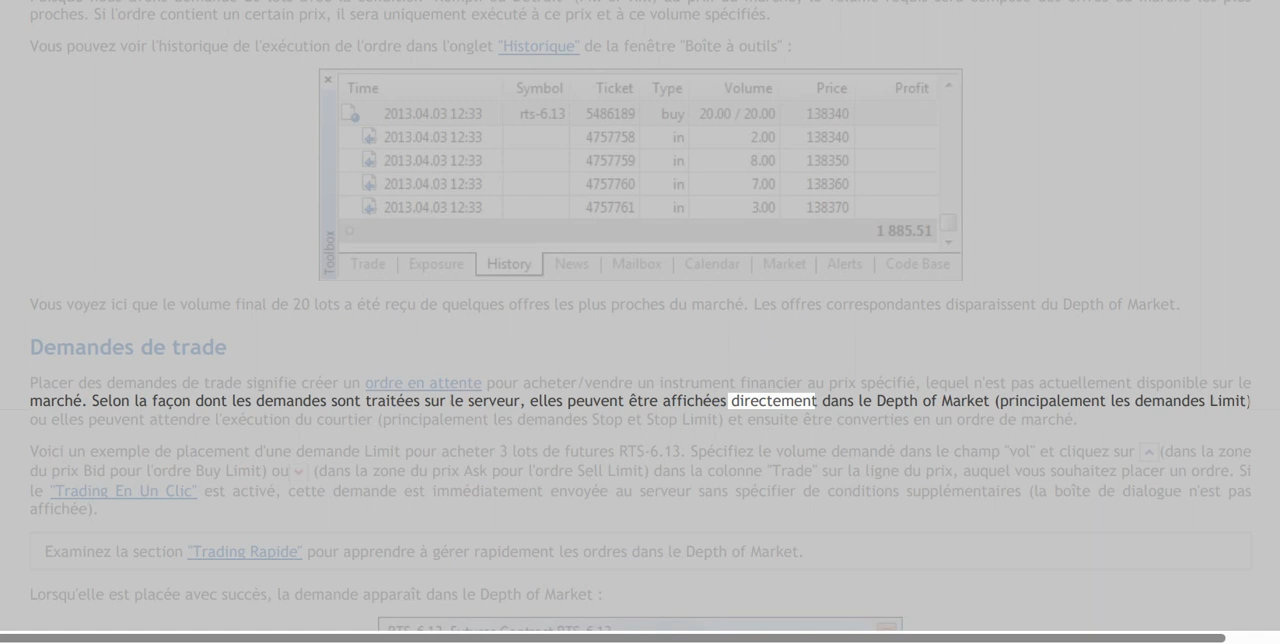 proches. Si l'ordre contient un certain prix, il sera uniquement exécuté à ce prix et à ce volume spécifiés.
Vous pouvez voir l'historique de l'exécution de l'ordre dans l'onglet "Historique" de la fenêtre "Boîte à outils" :
Time Symbol Ticket Type Volume Price Profit
2013.04.03 12:33 rts-6.13 5486189 buy 20.00 / 20.00 138340
2013.04.03 12:33 4757758 in 2.00 138340
2013.04.03 12:33 4757759 in 8.00 138350
2013.04.03 12:33 4757760 in 7.00 138360
2013.04.03 12:33 4757761 in 3.00 138370
1 885.51
Toolbox
Trade | Exposure | History | News | Mailbox | Calendar | Market | Alerts | Code Base
Vous voyez ici que le volume final de 20 lots a été reçu de quelques offres les plus proches du marché. Les offres correspondantes disparaissent du Depth of Market.
Demandes de trade
Placer des demandes de trade signifie créer un ordre en attente pour acheter/vendre un instrument financier au prix spécifié, lequel n'est pas actuellement disponible sur le
marché. Selon la façon dont les demandes sont traitées sur le serveur, elles peuvent être affichées directement dans le Depth of Market (principalement les demandes Limit)
ou elles peuvent attendre l'exécution du courtier (principalement les demandes Stop et Stop Limit) et ensuite être converties en un ordre de marché.
Voici un exemple de placement d'une demande Limit pour acheter 3 lots de futures RTS-6.13. Spécifiez le volume demandé dans le champ "vol" et cliquez sur (dans la zone
du prix Bid pour l'ordre Buy Limit) ou (dans la zone du prix Ask pour l'ordre Sell Limit) dans la colonne "Trade" sur la ligne du prix, auquel vous souhaitez placer un ordre. Si
le "Trading En Un Clic" est activé, cette demande est immédiatement envoyée au serveur sans spécifier de conditions supplémentaires (la boîte de dialogue n'est pas
affichée).
Examinez la section "Trading Rapide" pour apprendre à gérer rapidement les ordres dans le Depth of Market.
Lorsqu'elle est placée avec succès, la demande apparaît dans le Depth of Market :